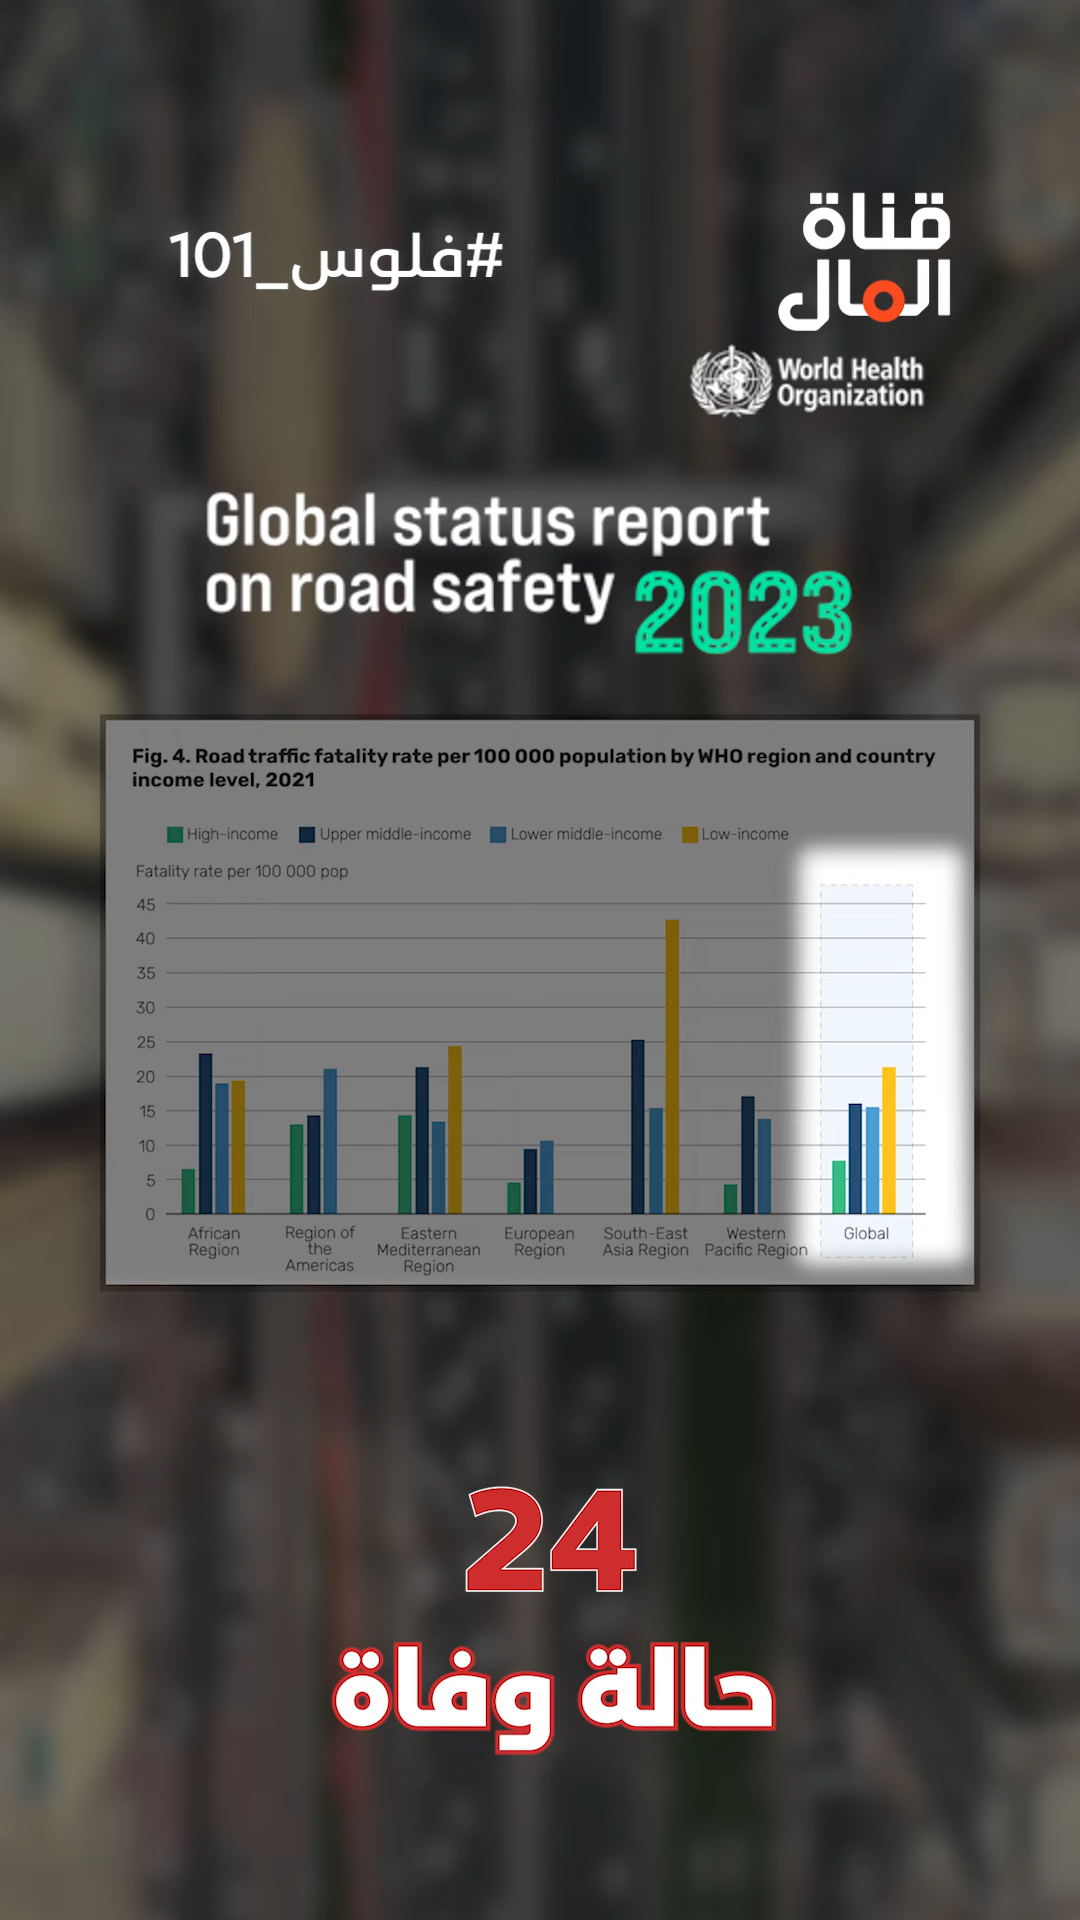 #فلوس_101
قناة
المال
World Health
Organization
Global status report
on road safety 2023
Fig. 4. Road traffic fatality rate per 100 000 population by WHO region and country
income level, 2021
High-income Upper middle-income Lower middle-income Low-income
Fatality rate per 100 000 pop
45
40
35
30
25
20
15
10
5
0
African
Region
Region of
the
Americas
Eastern
Mediterranean
Region
European
Region
South-East
Asia Region
Western
Pacific Region
Global
24
حالة وفاة